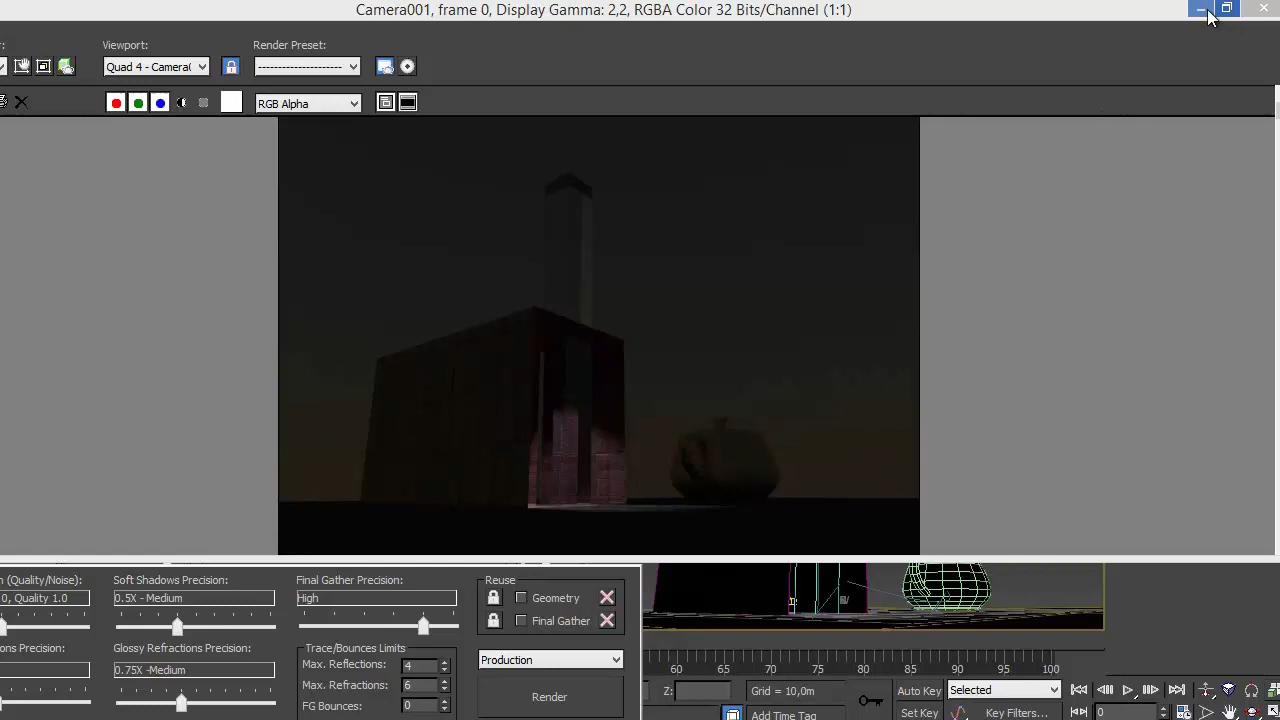 Camera001, frame 0, Display Gamma: 2,2, RGBA Color 32 Bits/Channel (1:1)
Viewport:
Render Preset:
Quad 4 - Camera(
--------------------
RGB Alpha
(Quality/Noise):
0, Quality 1.0
Soft Shadows Precision:
0.5X - Medium
Final Gather Precision:
High
Reuse
Geometry
Final Gather
ons Precision:
Glossy Refractions Precision:
0.75X -Medium
Trace/Bounces Limits
Max. Reflections: 4
Max. Refractions: 6
FG Bounces: 0
Production
Render
60 65 70 75 80 85 90 95 100
Z:
Grid = 10,0m
Add Time Tag
Auto Key
Selected
Set Key
Key Filters...
0